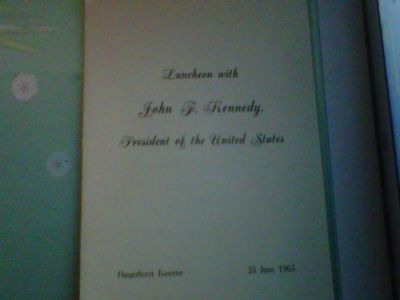 Luncheon with
John F. Kennedy,
President of the United States
Fliegerhorst Kaserne 25 June 1963